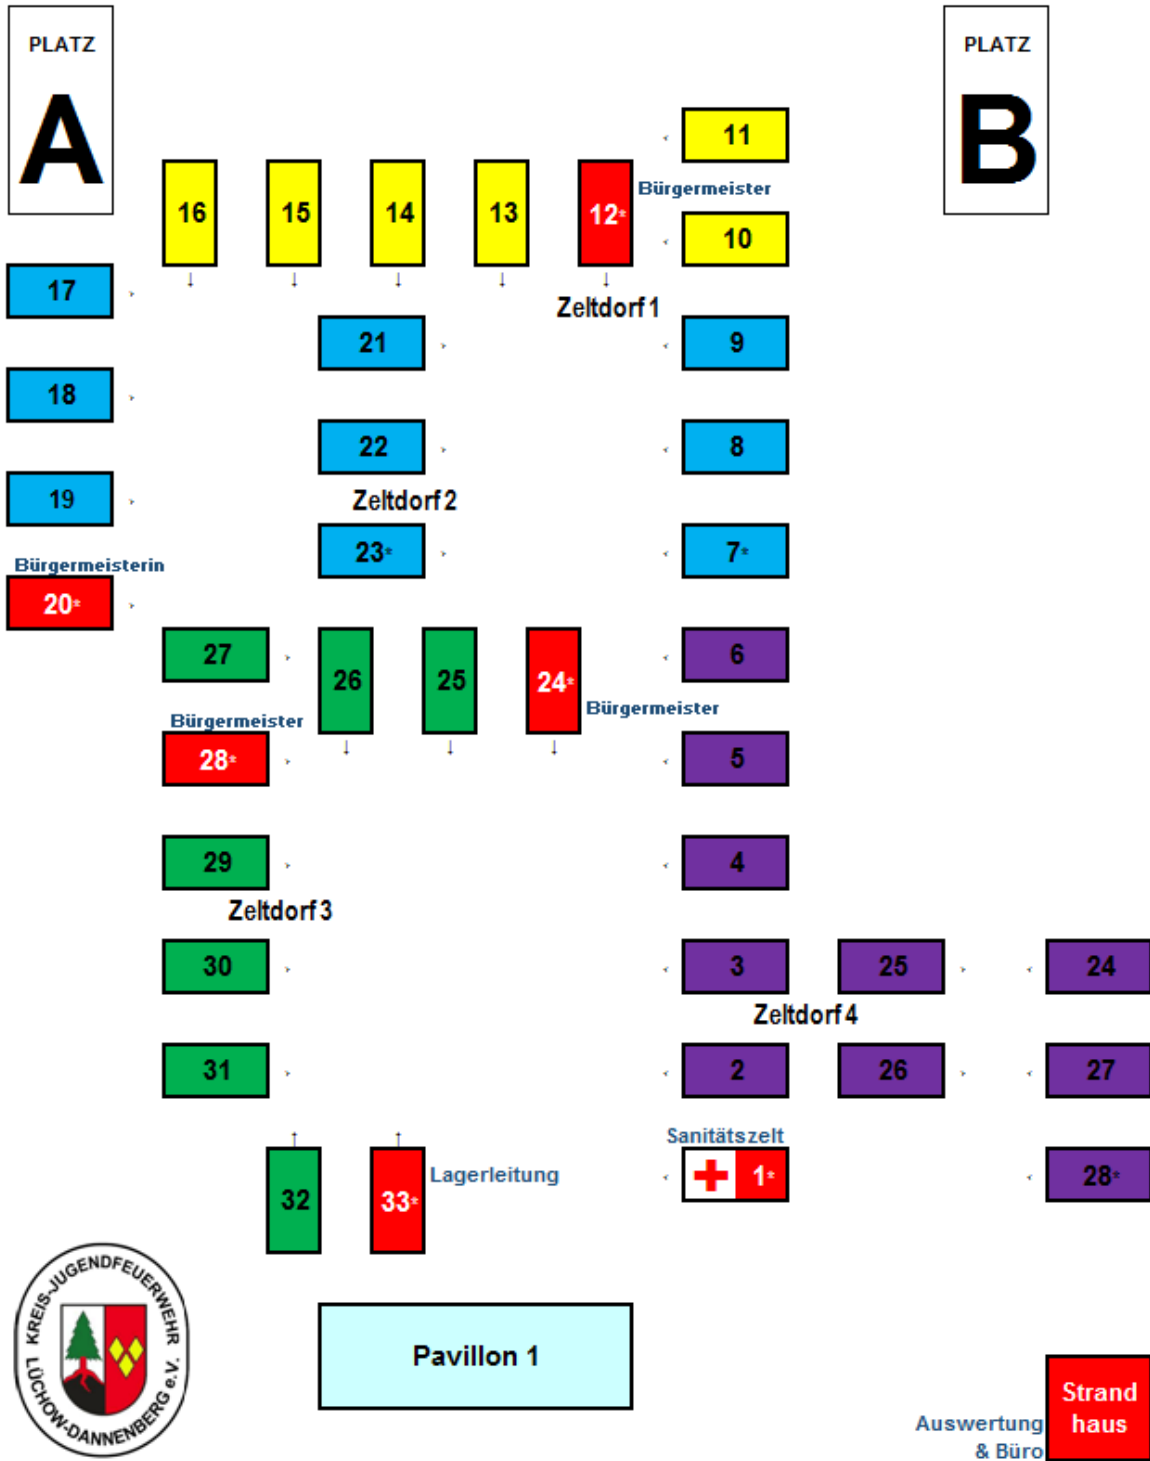 PLATZ
A
PLATZ
B
11
16
15
14
13
12*
Bürgermeister
10
17
Zeltdorf 1
21
9
18
22
8
19
Zeltdorf 2
23*
7*
Bürgermeisterin
20*
27
26
25
24*
6
Bürgermeister
Bürgermeister
28*
5
29
4
Zeltdorf 3
30
3
25
24
Zeltdorf 4
31
2
26
27
Sanitätszelt
32
33*
Lagerleitung
1*
28*
KREIS-JUGENDFEUERWEHR
LÜCHOW-DANNENBERG e.V.
Pavillon 1
Strand
haus
Auswertung
& Büro